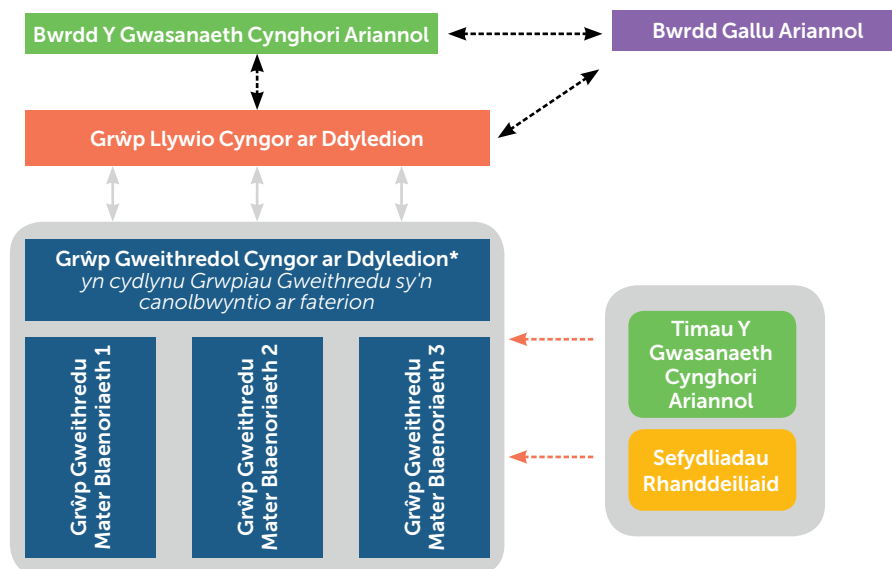 Bwrdd Y Gwasanaeth Cynghori Ariannol
Bwrdd Gallu Ariannol
Grŵp Llywio Cyngor ar Ddyledion
Grŵp Gweithredol Cyngor ar Ddyledion*
yn cydlynu Grwpiau Gweithredu sy'n
canolbwyntio ar faterion
Grŵp Gweithredu
Mater Blaenoriaeth 1
Grŵp Gweithredu
Mater Blaenoriaeth 2
Grŵp Gweithredu
Mater Blaenoriaeth 3
Timau Y
Gwasanaeth
Cynghori
Ariannol
Sefydliadau
Rhanddeiliaid